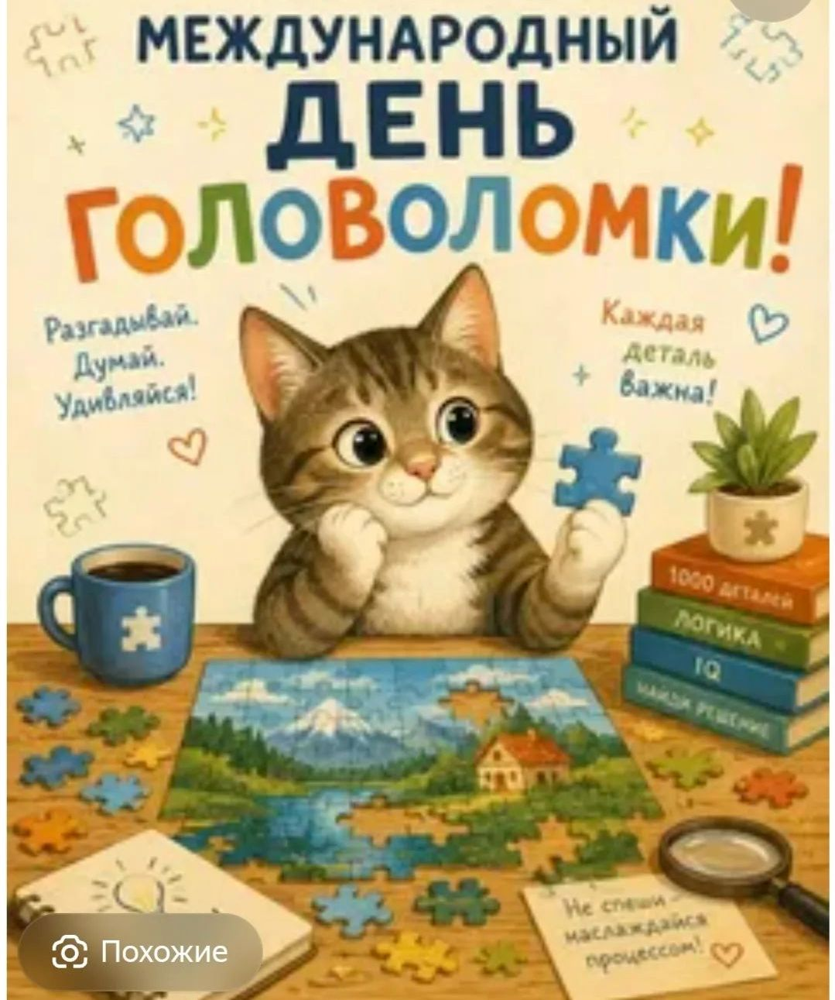 МЕЖДУНАРОДНЫЙ
ДЕНЬ
ГОЛОВОЛОМКИ!
Разгадывай.
Думай.
Удивляйся!
Каждая
деталь
важна!
1000 деталей
ЛОГИКА
IQ
НАЙДИ РЕШЕНИЕ
Не спеши –
наслаждайся
процессом!
Похожие